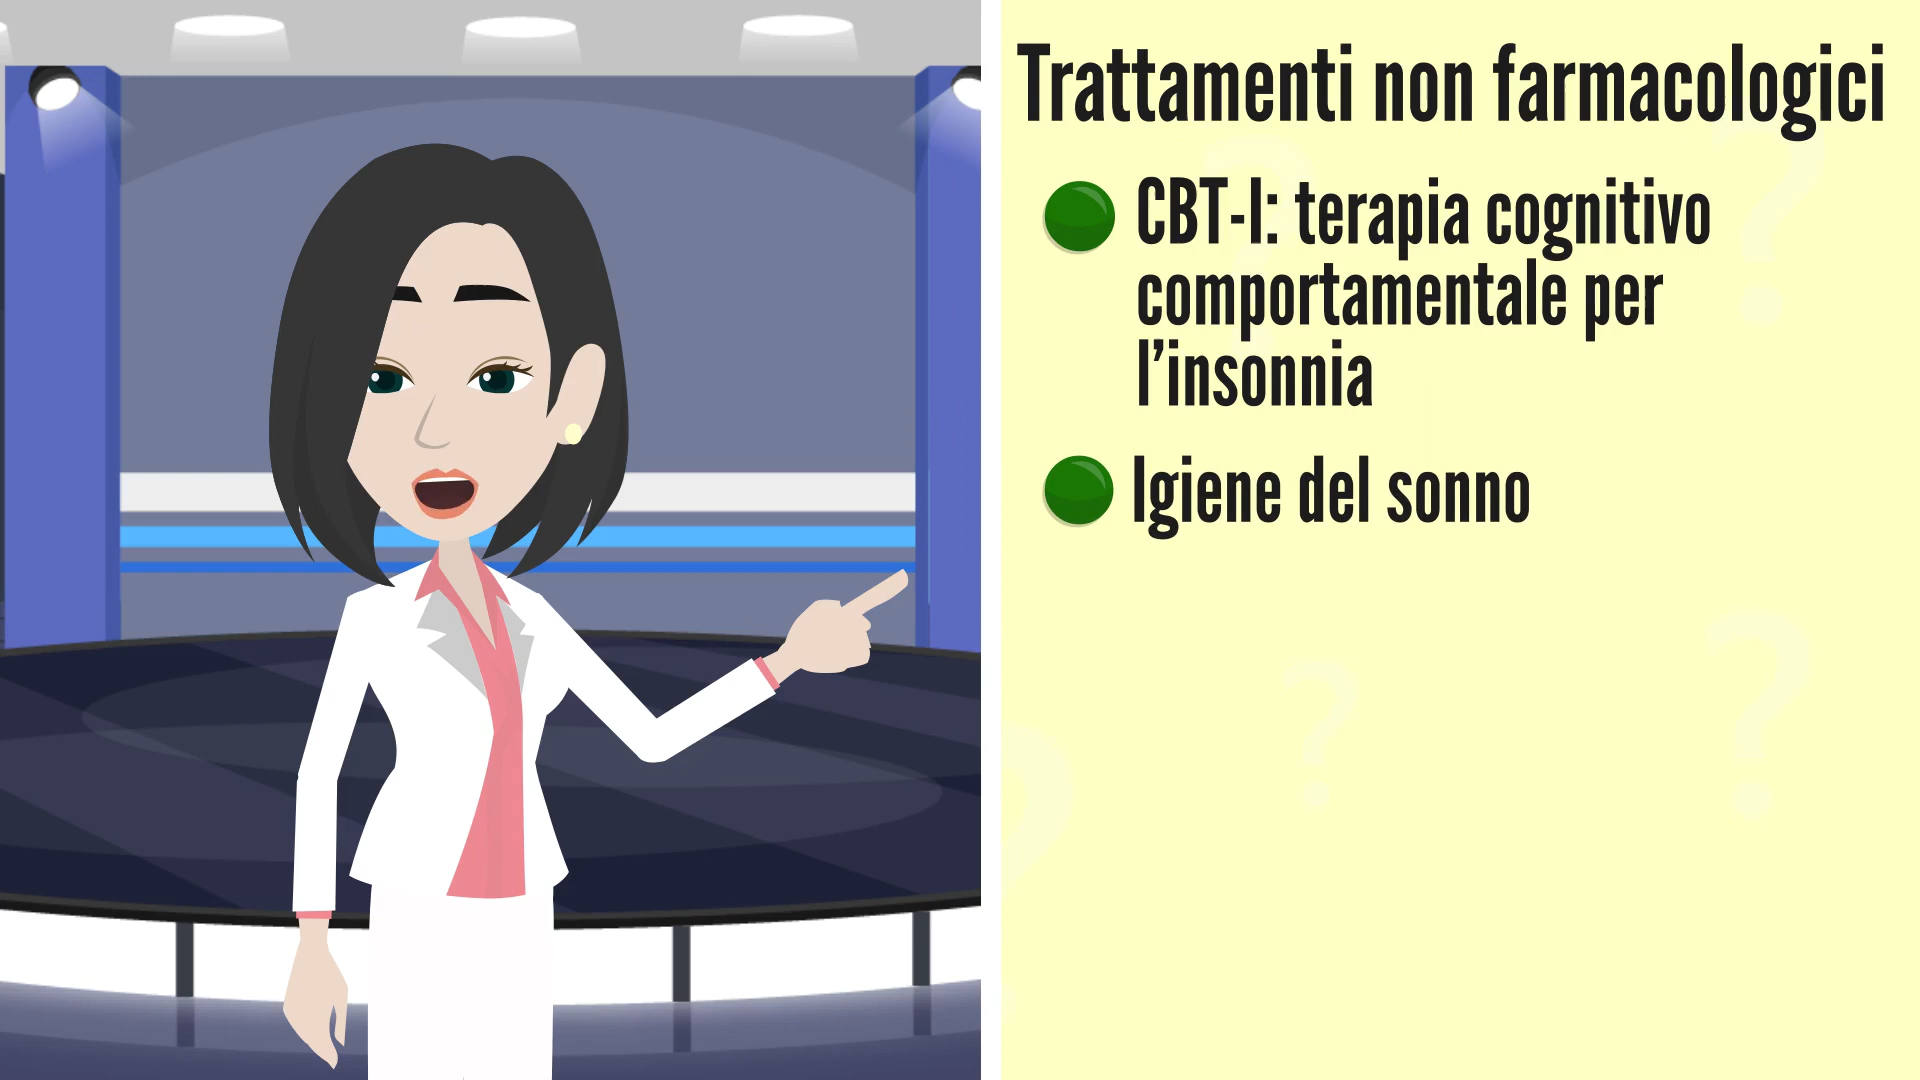 Trattamenti non farmacologici
CBT-I: terapia cognitivo
comportamentale per
l’insonnia
Igiene del sonno